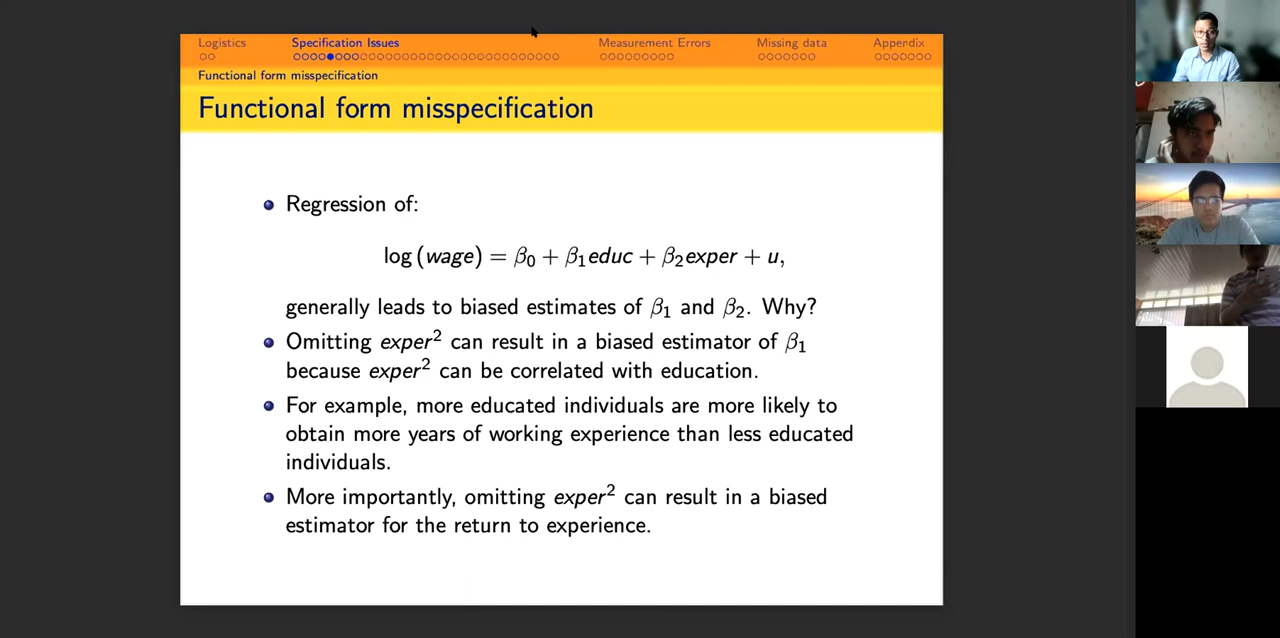 Logistics Specification Issues Measurement Errors Missing data Appendix
Functional form misspecification
Functional form misspecification
Regression of:
log (wage) = β₀ + β₁educ + β₂exper + u,
generally leads to biased estimates of β₁ and β₂. Why?
Omitting exper² can result in a biased estimator of β₁
because exper² can be correlated with education.
For example, more educated individuals are more likely to
obtain more years of working experience than less educated
individuals.
More importantly, omitting exper² can result in a biased
estimator for the return to experience.